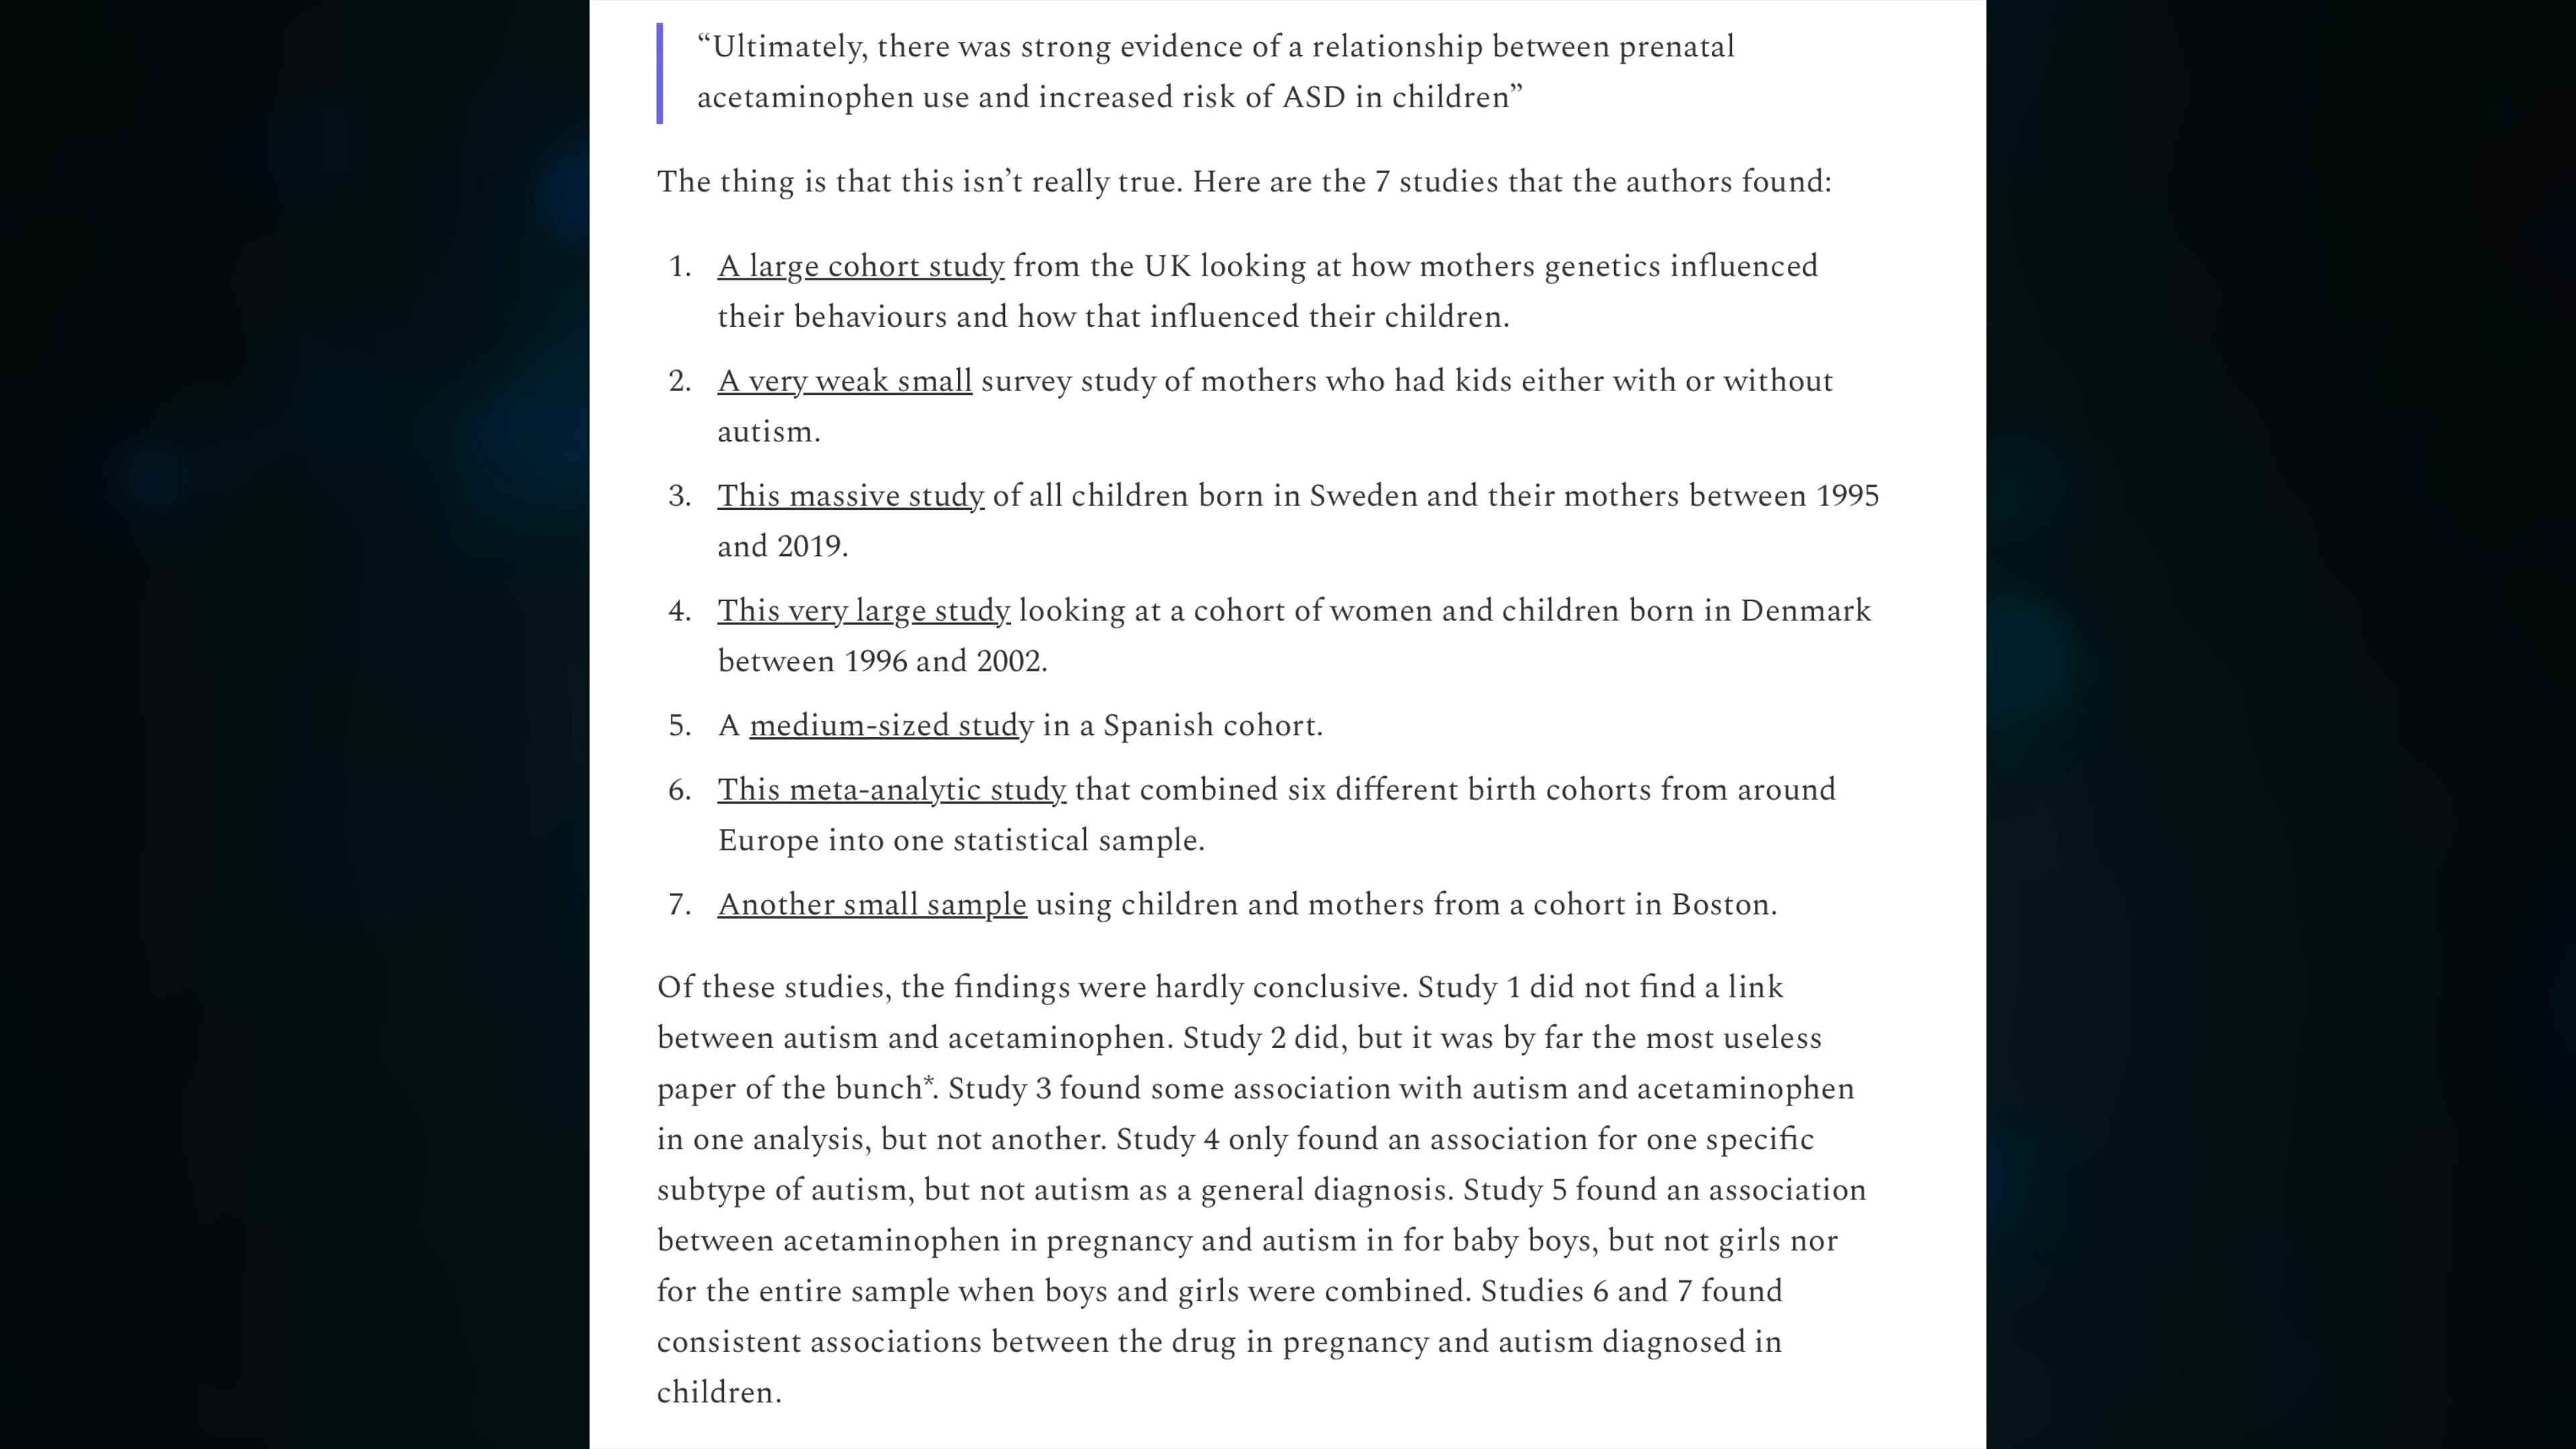 “Ultimately, there was strong evidence of a relationship between prenatal
acetaminophen use and increased risk of ASD in children”
The thing is that this isn’t really true. Here are the 7 studies that the authors found:
1. A large cohort study from the UK looking at how mothers genetics influenced
their behaviours and how that influenced their children.
2. A very weak small survey study of mothers who had kids either with or without
autism.
3. This massive study of all children born in Sweden and their mothers between 1995
and 2019.
4. This very large study looking at a cohort of women and children born in Denmark
between 1996 and 2002.
5. A medium-sized study in a Spanish cohort.
6. This meta-analytic study that combined six different birth cohorts from around
Europe into one statistical sample.
7. Another small sample using children and mothers from a cohort in Boston.
Of these studies, the findings were hardly conclusive. Study 1 did not find a link
between autism and acetaminophen. Study 2 did, but it was by far the most useless
paper of the bunch*. Study 3 found some association with autism and acetaminophen
in one analysis, but not another. Study 4 only found an association for one specific
subtype of autism, but not autism as a general diagnosis. Study 5 found an association
between acetaminophen in pregnancy and autism in for baby boys, but not girls nor
for the entire sample when boys and girls were combined. Studies 6 and 7 found
consistent associations between the drug in pregnancy and autism diagnosed in
children.